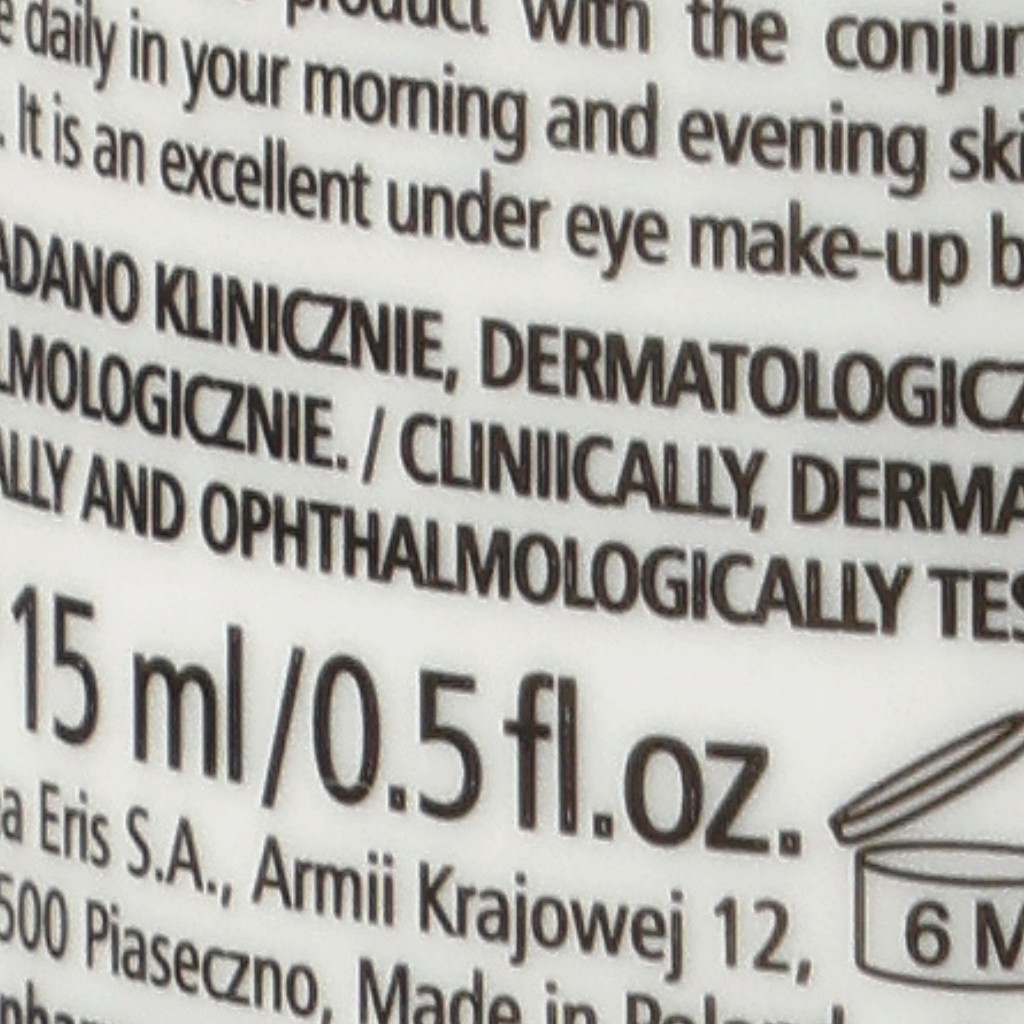 product with the conjun
e daily in your morning and evening ski
. It is an excellent under eye make-up b
ADANO KLINICZNIE, DERMATOLOGICZ
LMOLOGICZNIE. / CLINIICALLY, DERMA
ALLY AND OPHTHALMOLOGICALLY TES
15 ml/0.5 fl.oz.
6 M
a Eris S.A., Armii Krajowej 12,
500 Piaseczno, Made in Poland
phar